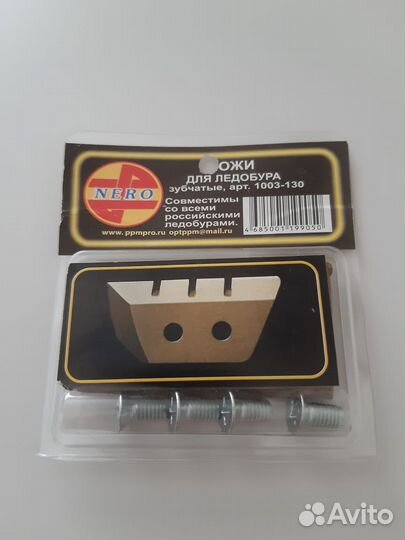 NERO
ОЖИ
ДЛЯ ЛЕДОБУРА
зубчатые, арт. 1003-130
Совместимы
со всеми
российскими
ледобурами.
www.ppmpro.ru optppm@mail.ru
4 685001 199050
Avito